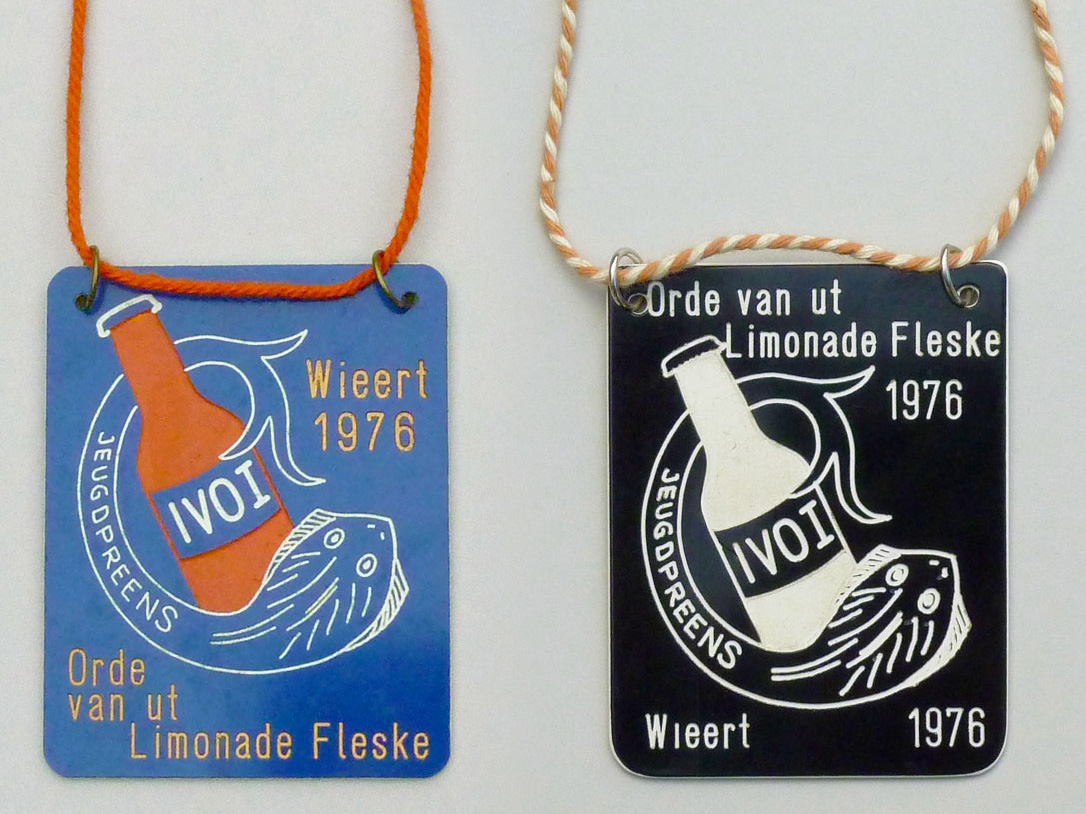 Wieert
1976
IVOI
JEUGDPREENS
Orde
van ut
Limonade Fleske
Orde van ut
Limonade Fleske
1976
IVOI
JEUGDPREENS
Wieert 1976